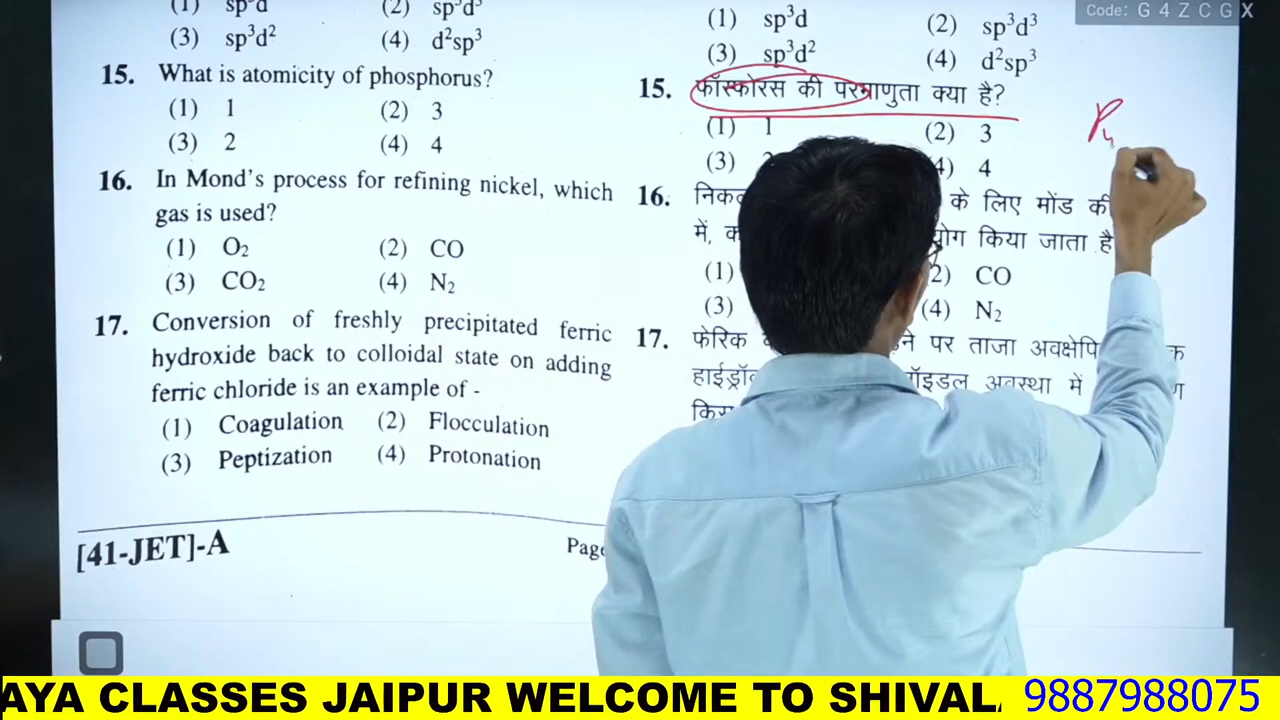 (1) sp³d (2) sp³d³
(3) sp³d² (4) d²sp³
15. What is atomicity of phosphorus?
(1) 1 (2) 3
(3) 2 (4) 4
16. In Mond's process for refining nickel, which
gas is used?
(1) O₂ (2) CO
(3) CO₂ (4) N₂
17. Conversion of freshly precipitated ferric
hydroxide back to colloidal state on adding
ferric chloride is an example of -
(1) Coagulation (2) Flocculation
(3) Peptization (4) Protonation
[41-JET]-A
Code: G4ZCGX
(1) sp³d (2) sp³d³
(3) sp³d² (4) d²sp³
15. फॉस्फोरस की परमाणुता क्या है?
(1) 1 (2) 3
(3) 4) 4
P₄
16. के लिए मोंड की
में, किया जाता है
(1) 2) CO
(3) (4) N₂
17. फेरिक पर ताजा
अवस्था में
AYA CLASSES JAIPUR WELCOME TO SHIVAL
9887988075